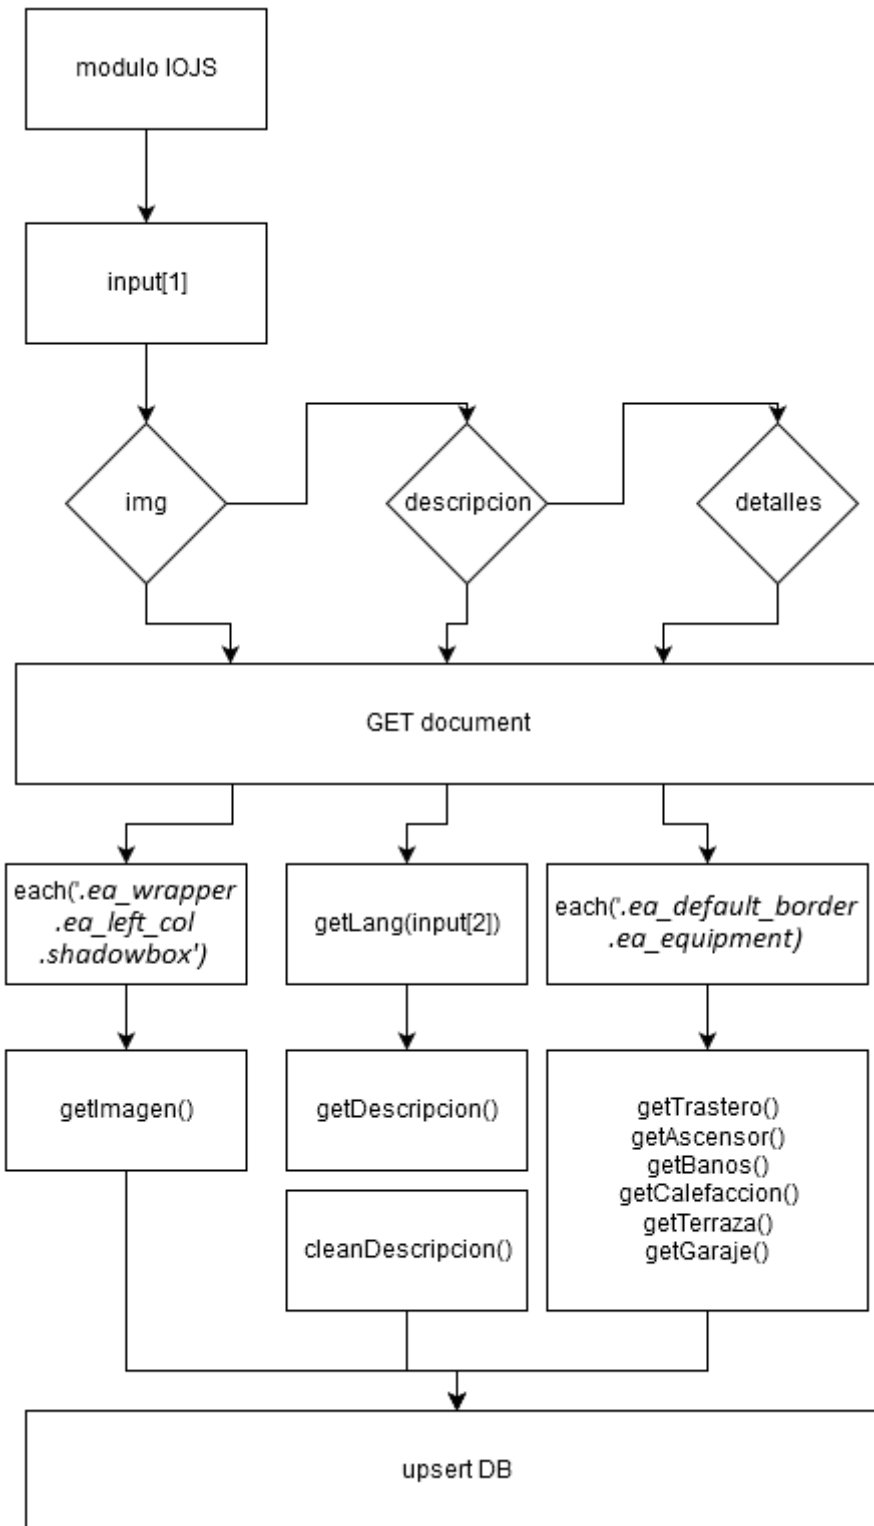 modulo IOJS
input[1]
img
descripcion
detalles
GET document
each('.ea_wrapper
.ea_left_col
.shadowbox')
getLang(input[2])
each('.ea_default_border
.ea_equipment)
getImagen()
getDescripcion()
cleanDescripcion()
getTrastero()
getAscensor()
getBanos()
getCalefaccion()
getTerraza()
getGaraje()
upsert DB